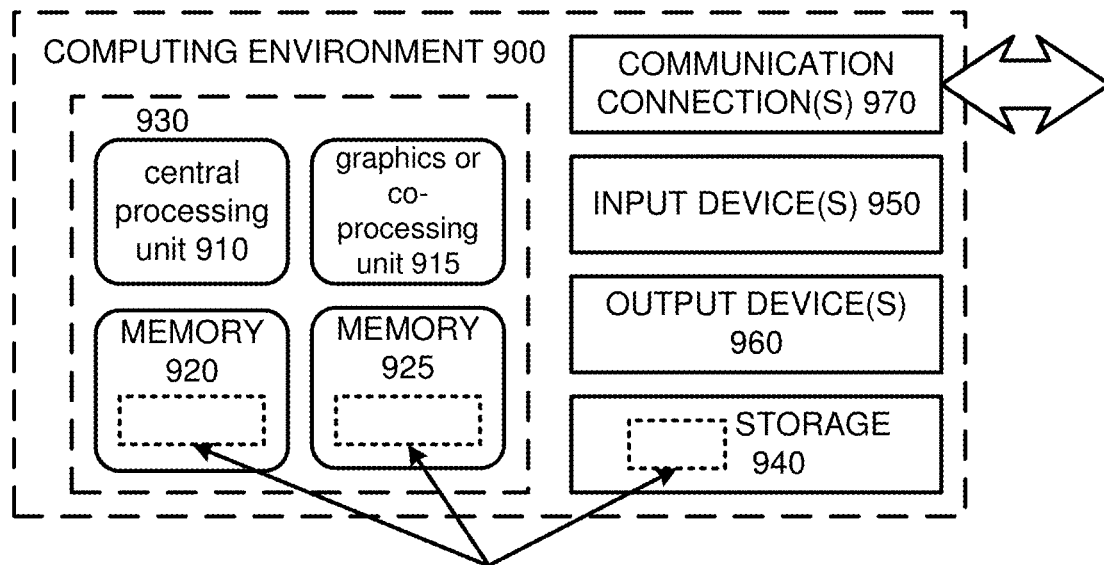 COMPUTING ENVIRONMENT 900
930
central
processing
unit 910
graphics or
co-
processing
unit 915
MEMORY
920
MEMORY
925
COMMUNICATION
CONNECTION(S) 970
INPUT DEVICE(S) 950
OUTPUT DEVICE(S)
960
STORAGE
940